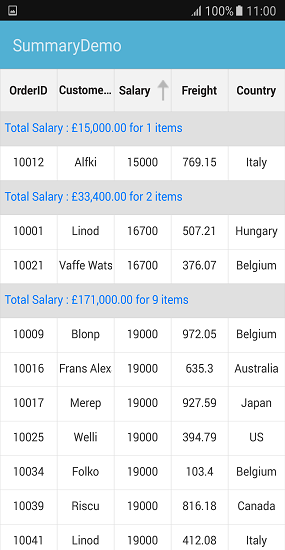 100% 11:00
SummaryDemo
OrderID Custome... Salary Freight Country
Total Salary : £15,000.00 for 1 items
10012 Alfki 15000 769.15 Italy
Total Salary : £33,400.00 for 2 items
10001 Linod 16700 507.21 Hungary
10021 Vaffe Wats 16700 376.07 Belgium
Total Salary : £171,000.00 for 9 items
10009 Blonp 19000 972.05 Belgium
10016 Frans Alex 19000 635.3 Australia
10017 Merep 19000 927.59 Japan
10025 Welli 19000 394.79 US
10034 Folko 19000 103.4 Belgium
10039 Riscu 19000 816.18 Canada
10041 Linod 19000 412.08 Italy